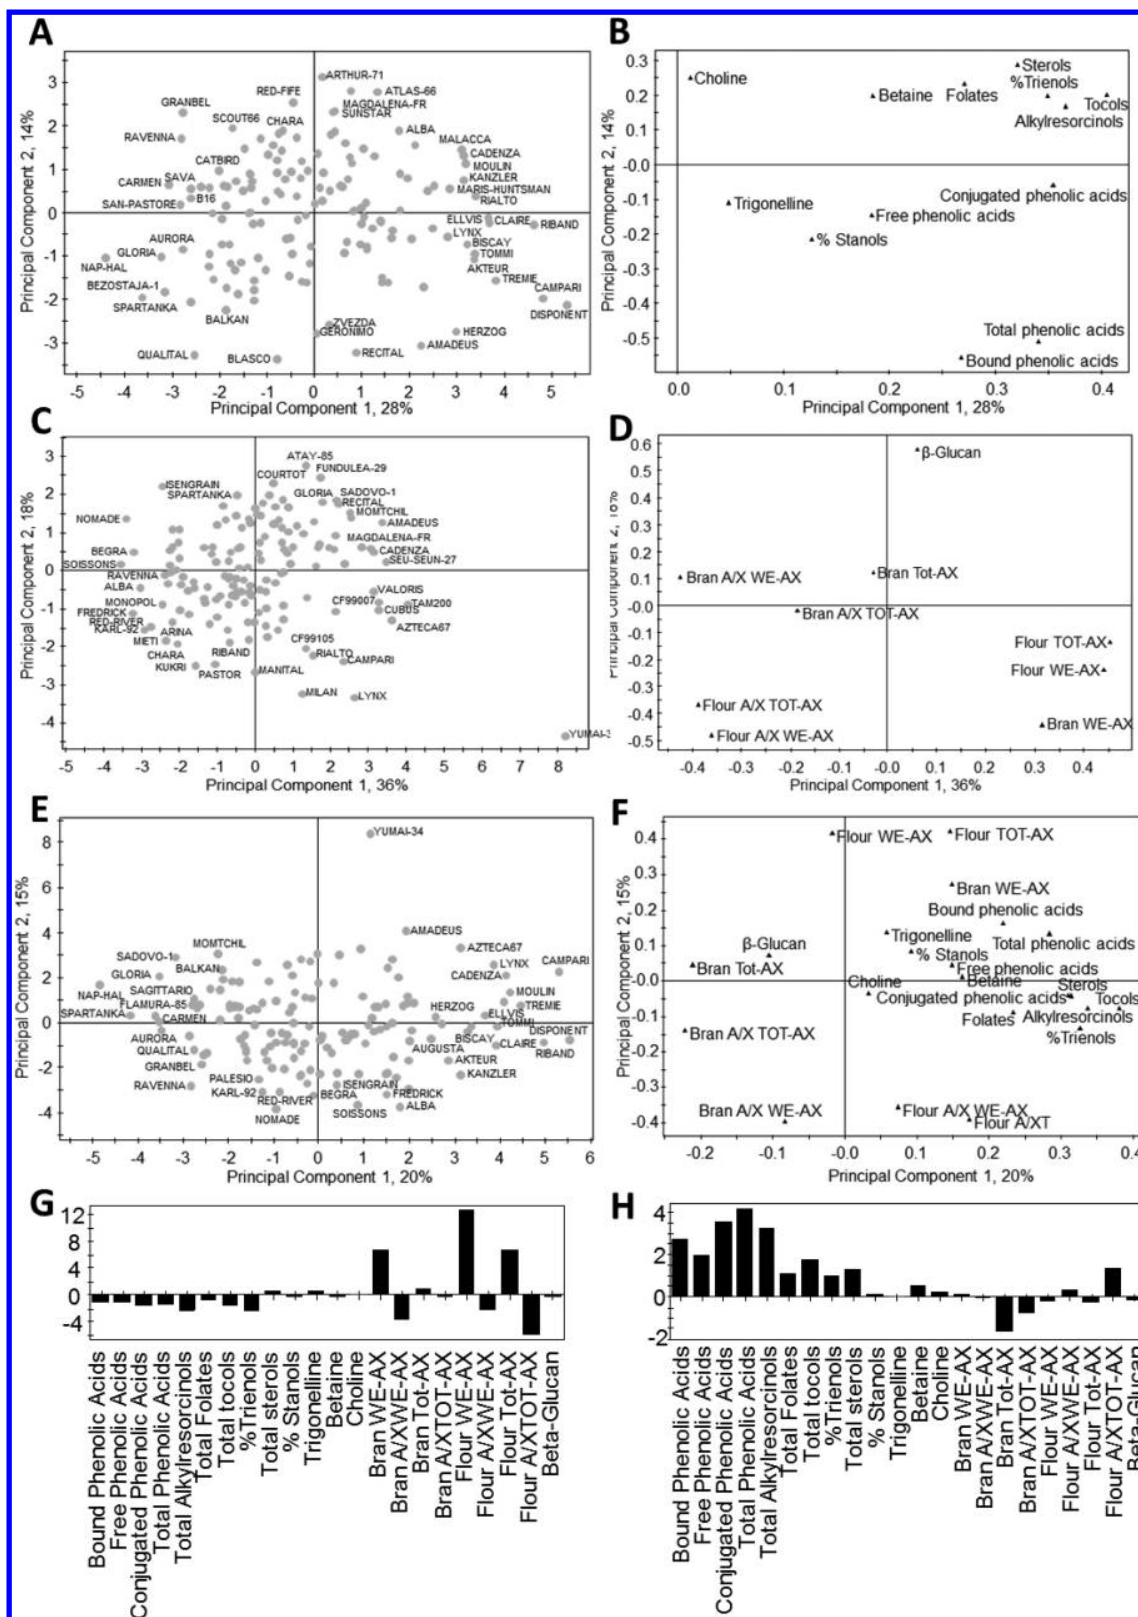 A
Principal Component 2, 14%
3
2
1
0
-1
-2
-3
ARTHUR-71
RED-FIFE
ATLAS-66
GRANBEL
MAGDALENA-FR
SUNSTAR
SCOUT66
CHARA
ALBA
RAVENNA
MALACCA
CADENZA
CATBIRD
MOULIN
KANZLER
CARMEN
SAVA
MARIS-HUNTSMAN
B16
RIALTO
SAN-PASTORE
ELLVIS
CLAIRE
RIBAND
LYNX
AURORA
BISCAY
GLORIA
TOMMI
NAP-HAL
AKTEUR
TREMIE
BEZOSTAJA-1
CAMPARI
SPARTANKA
DISPONENT
BALKAN
ZVEZDA
GERONIMO
HERZOG
AMADEUS
QUALITAL
BLASCO
RECITAL
-5 -4 -3 -2 -1 0 1 2 3 4 5
Principal Component 1, 28%
B
Principal Component 2, 14%
0.3
0.2
0.1
-0.0
-0.1
-0.2
-0.3
-0.4
-0.5
Choline
Sterols
%Trienols
Betaine
Folates
Tocols
Alkylresorcinols
Conjugated phenolic acids
Trigonelline
Free phenolic acids
% Stanols
Total phenolic acids
Bound phenolic acids
0.0 0.1 0.2 0.3 0.4
Principal Component 1, 28%
C
Principal Component 2, 18%
3
2
1
0
-1
-2
-3
-4
ATAY-85
FUNDULEA-29
COURTOT
ISENGRAIN
SPARTANKA
GLORIA
SADOVO-1
RECITAL
MOMTCHIL
NOMADE
AMADEUS
MAGDALENA-FR
BEGRA
CADENZA
SOISSONS
SEU-SEUN-27
RAVENNA
ALBA
VALORIS
MONOPOL
CF99007
TAM200
FREDRICK
CUBUS
RED-RIVER
KARL-92
ARINA
AZTECA67
MIETI
RIBAND
CF99105
CHARA
RIALTO
KUKRI
PASTOR
MANITAL
CAMPARI
MILAN
LYNX
YUMAI-3
-5 -4 -3 -2 -1 0 1 2 3 4 5 6 7 8
Principal Component 1, 36%
D
Principal Component 2, 18%
0.6
0.5
0.4
0.3
0.2
0.1
-0.0
-0.1
-0.2
-0.3
-0.4
-0.5
β-Glucan
Bran A/X WE-AX
Bran Tot-AX
Bran A/X TOT-AX
Flour TOT-AX
Flour WE-AX
Flour A/X TOT-AX
Flour A/X WE-AX
Bran WE-AX
-0.4 -0.3 -0.2 -0.1 0.0 0.1 0.2 0.3 0.4
Principal Component 1, 36%
E
Principal Component 2, 15%
8
6
4
2
0
-2
-4
YUMAI-34
AMADEUS
MOMTCHIL
AZTECA67
SADOVO-1
LYNX
GLORIA
BALKAN
CADENZA
CAMPARI
NAP-HAL
SAGITTARIO
MOULIN
FLAMURA-85
HERZOG
TREMIE
SPARTANKA
CARMEN
ELLVIS
TOMMI
AURORA
BISCAY
DISPONENT
QUALITAL
AUGUSTA
CLAIRE
GRANBEL
AKTEUR
RIBAND
RAVENNA
PALESIO
ISENGRAIN
KANZLER
KARL-92
BEGRA
FREDRICK
RED-RIVER
NOMADE
SOISSONS
ALBA
-5 -4 -3 -2 -1 0 1 2 3 4 5 6
Principal Component 1, 20%
F
Principal Component 2, 15%
0.4
0.3
0.2
0.1
-0.0
-0.1
-0.2
-0.3
-0.4
Flour WE-AX
Flour TOT-AX
Bran WE-AX
Bound phenolic acids
Trigonelline
Total phenolic acids
β-Glucan
% Stanols
Bran Tot-AX
Free phenolic acids
Choline
Betaine
Sterols
Conjugated phenolic acids
Tocols
Folates
Alkylresorcinols
Bran A/X TOT-AX
%Trienols
Bran A/X WE-AX
Flour A/X WE-AX
Flour A/XT
-0.2 -0.1 0.0 0.1 0.2 0.3 0.4
Principal Component 1, 20%
G
12
8
4
0
-4
Bound Phenolic Acids
Free Phenolic Acids
Conjugated Phenolic Acids
Total Phenolic Acids
Total Alkylresorcinols
Total Folates
Total tocols
%Trienols
Total sterols
% Stanols
Trigonelline
Betaine
Choline
Bran WE-AX
Bran A/XWE-AX
Bran Tot-AX
Bran A/XTOT-AX
Flour WE-AX
Flour A/XWE-AX
Flour Tot-AX
Flour A/XTOT-AX
Beta-Glucan
H
4
2
0
-2
Bound Phenolic Acids
Free Phenolic Acids
Conjugated Phenolic Acids
Total Phenolic Acids
Total Alkylresorcinols
Total Folates
Total tocols
%Trienols
Total sterols
% Stanols
Trigonelline
Betaine
Choline
Bran WE-AX
Bran A/XWE-AX
Bran Tot-AX
Bran A/XTOT-AX
Flour WE-AX
Flour A/XWE-AX
Flour Tot-AX
Flour A/XTOT-AX
Beta-Glucan